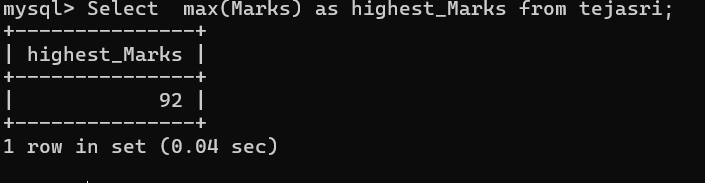 mysql> Select  max(Marks) as highest_Marks from tejasri;
+---------------+
| highest_Marks |
+---------------+
|            92 |
+---------------+
1 row in set (0.04 sec)